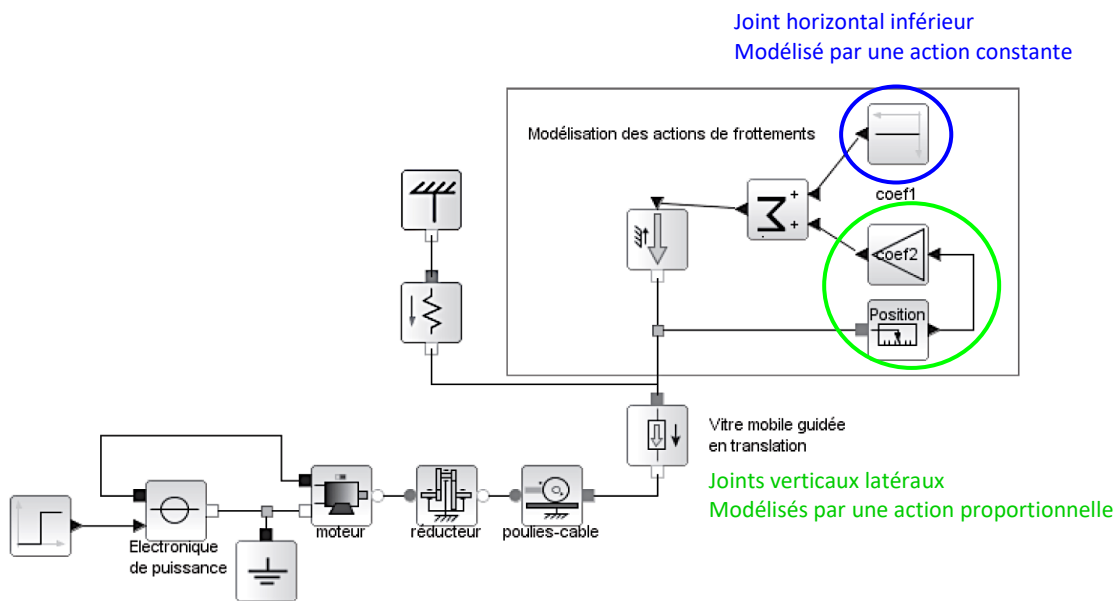 Joint horizontal inférieur
Modélisé par une action constante
Modélisation des actions de frottements
coef1
coef2
Position
Vitre mobile guidée
en translation
Joints verticaux latéraux
Modélisés par une action proportionnelle
Electronique
de puissance
moteur
réducteur
poulies-cable